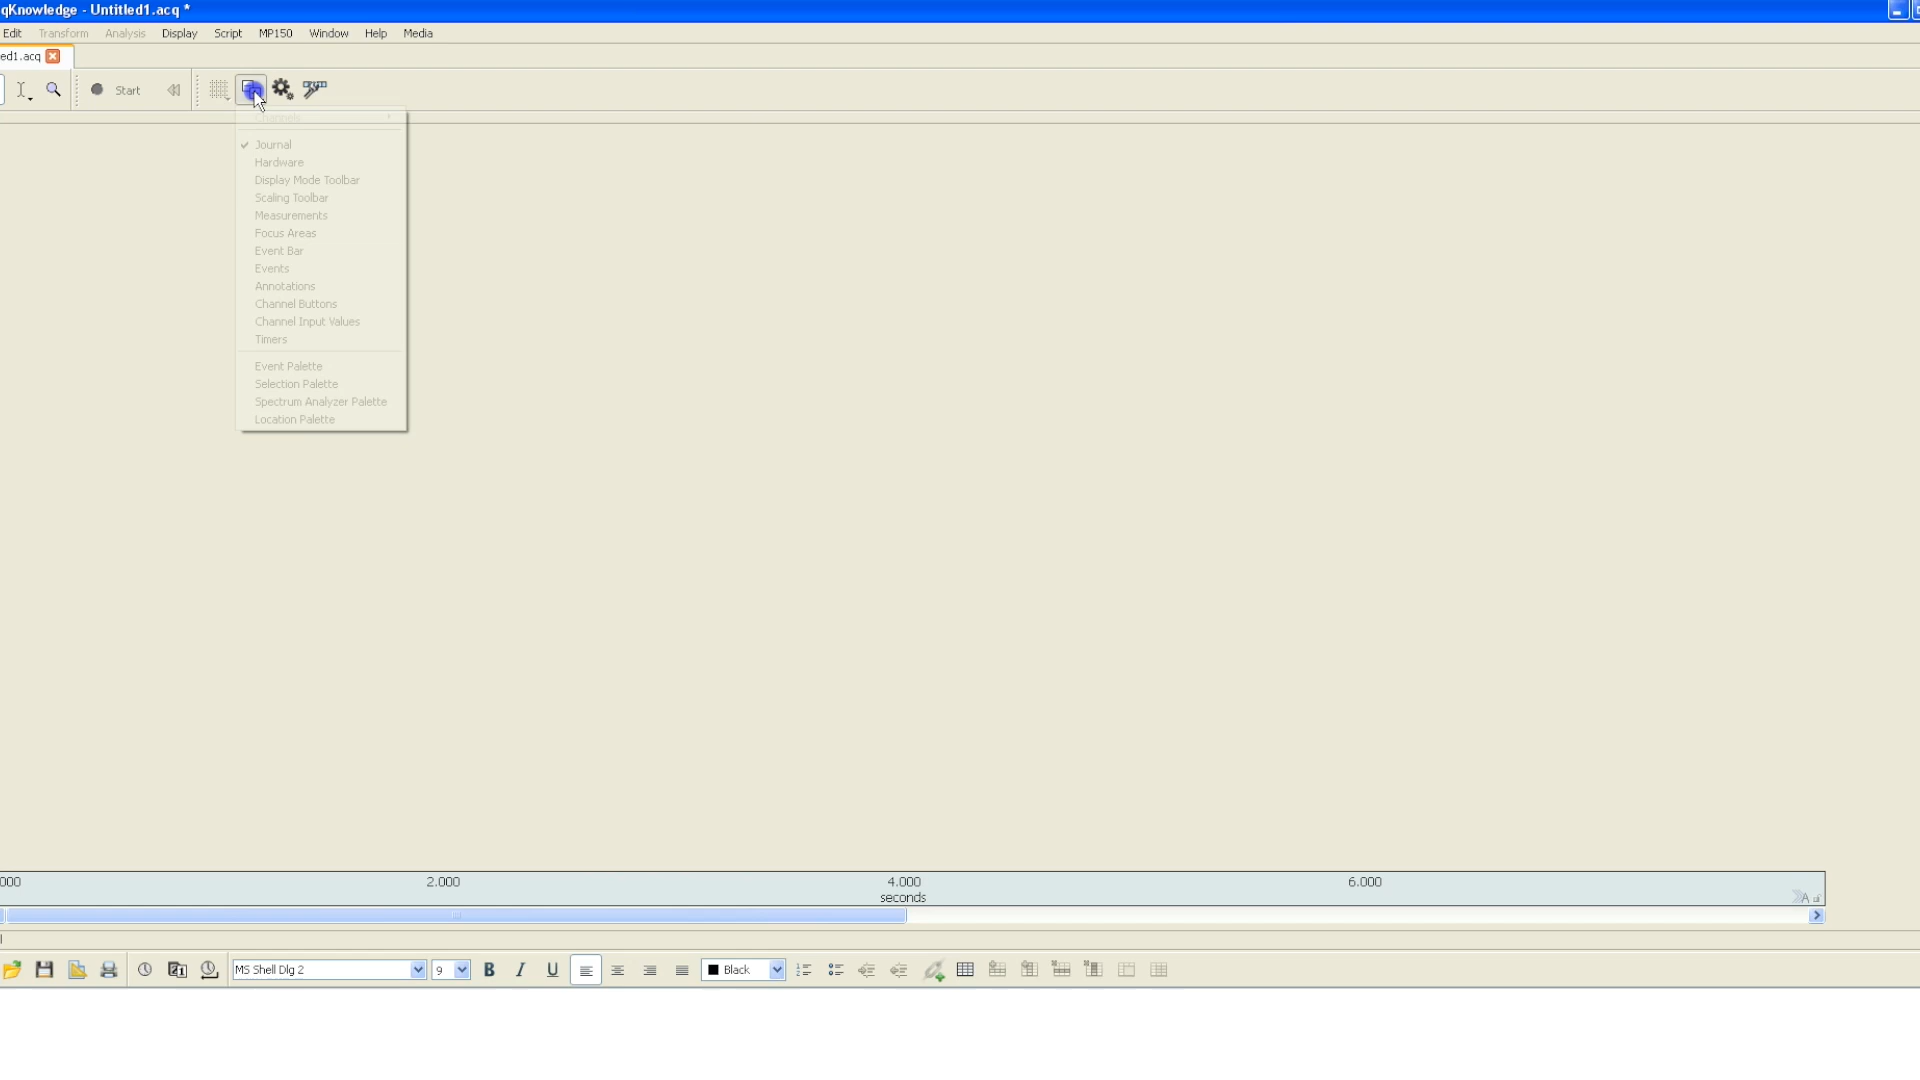 qKnowledge - Untitled1.acq *
Edit Transform Analysis Display Script MP150 Window Help Media
ed1.acq
Start
Channels
Journal
Hardware
Display Mode Toolbar
Scaling Toolbar
Measurements
Focus Areas
Event Bar
Events
Annotations
Channel Buttons
Channel Input Values
Timers
Event Palette
Selection Palette
Spectrum Analyzer Palette
Location Palette
000 2.000 4.000 6.000
seconds
A
MS Shell Dlg 2 9 B I U Black